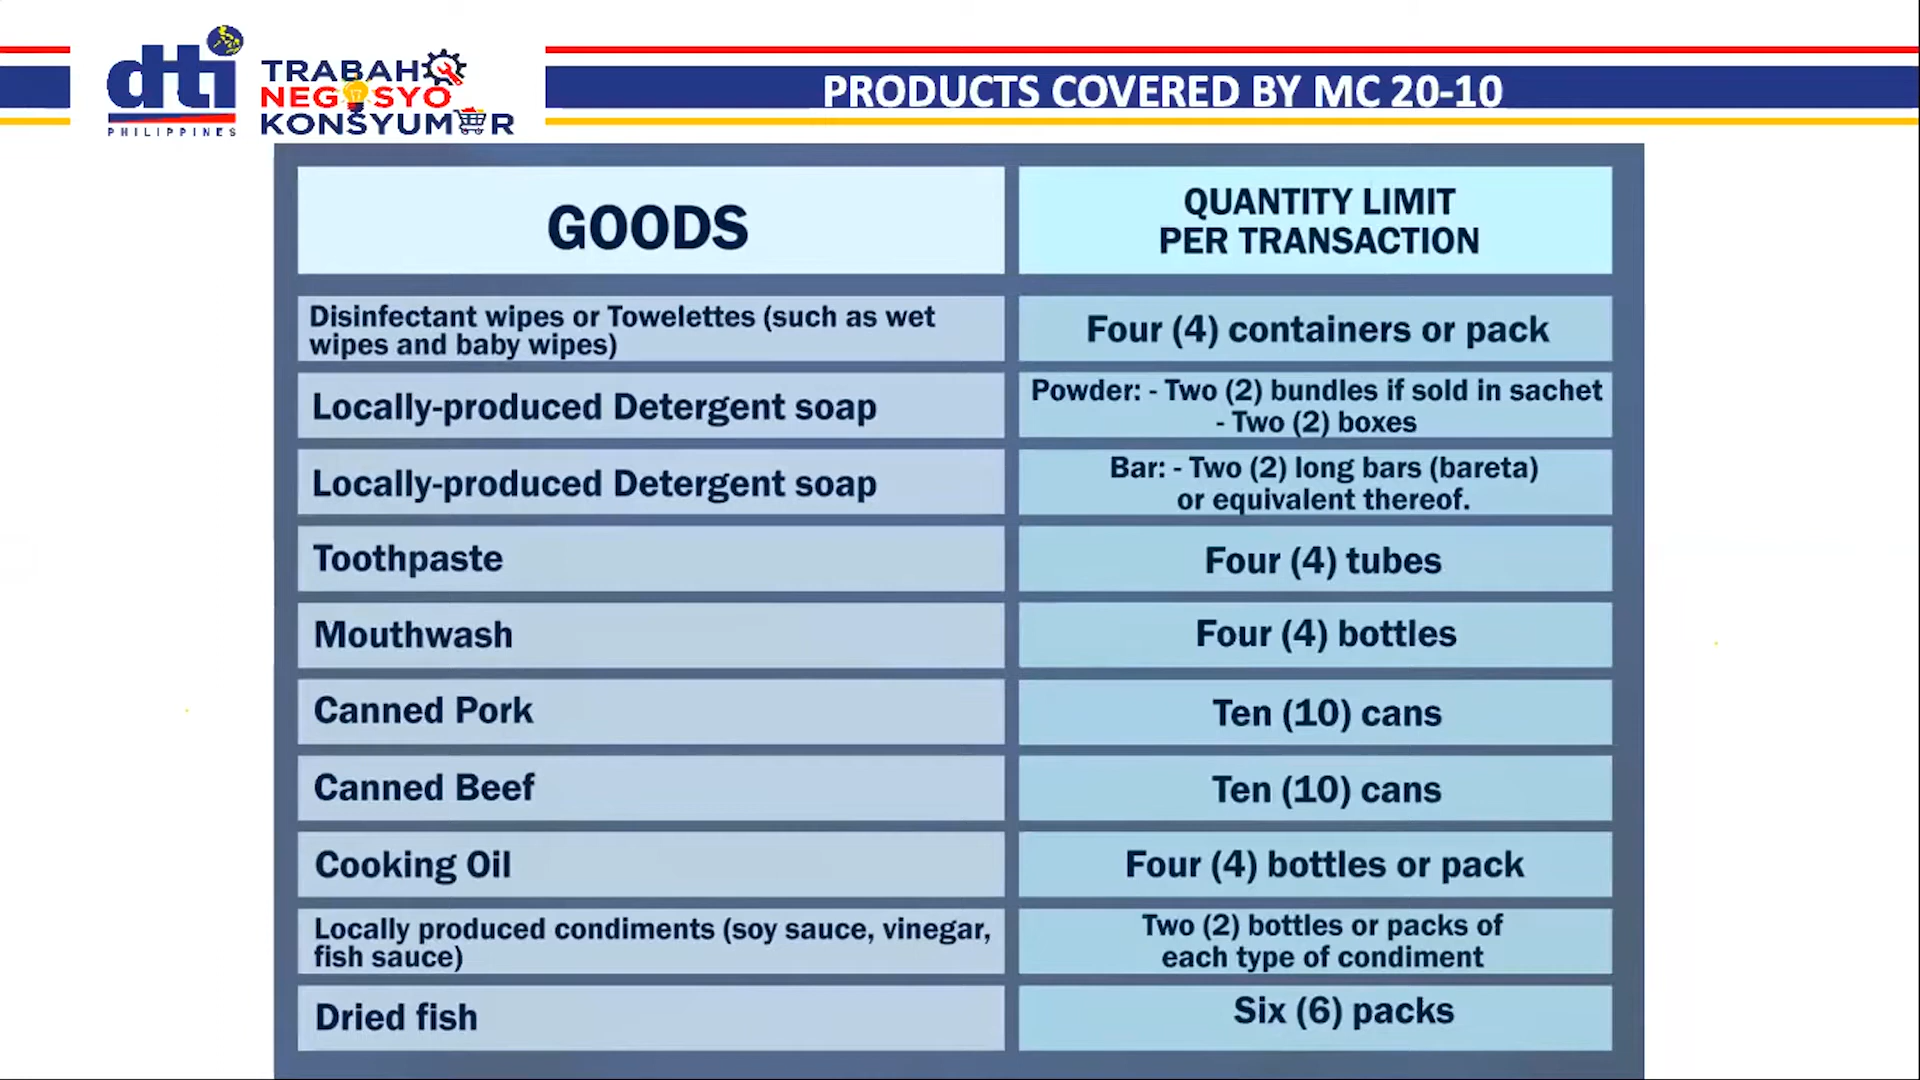 dti
PHILIPPINES
TRABAHO
NEGOSYO
KONSYUMER
PRODUCTS COVERED BY MC 20-10
GOODS
QUANTITY LIMIT
PER TRANSACTION
Disinfectant wipes or Towelettes (such as wet
wipes and baby wipes)
Four (4) containers or pack
Locally-produced Detergent soap
Powder: - Two (2) bundles if sold in sachet
- Two (2) boxes
Locally-produced Detergent soap
Bar: - Two (2) long bars (bareta)
or equivalent thereof.
Toothpaste
Four (4) tubes
Mouthwash
Four (4) bottles
Canned Pork
Ten (10) cans
Canned Beef
Ten (10) cans
Cooking Oil
Four (4) bottles or pack
Locally produced condiments (soy sauce, vinegar,
fish sauce)
Two (2) bottles or packs of
each type of condiment
Dried fish
Six (6) packs